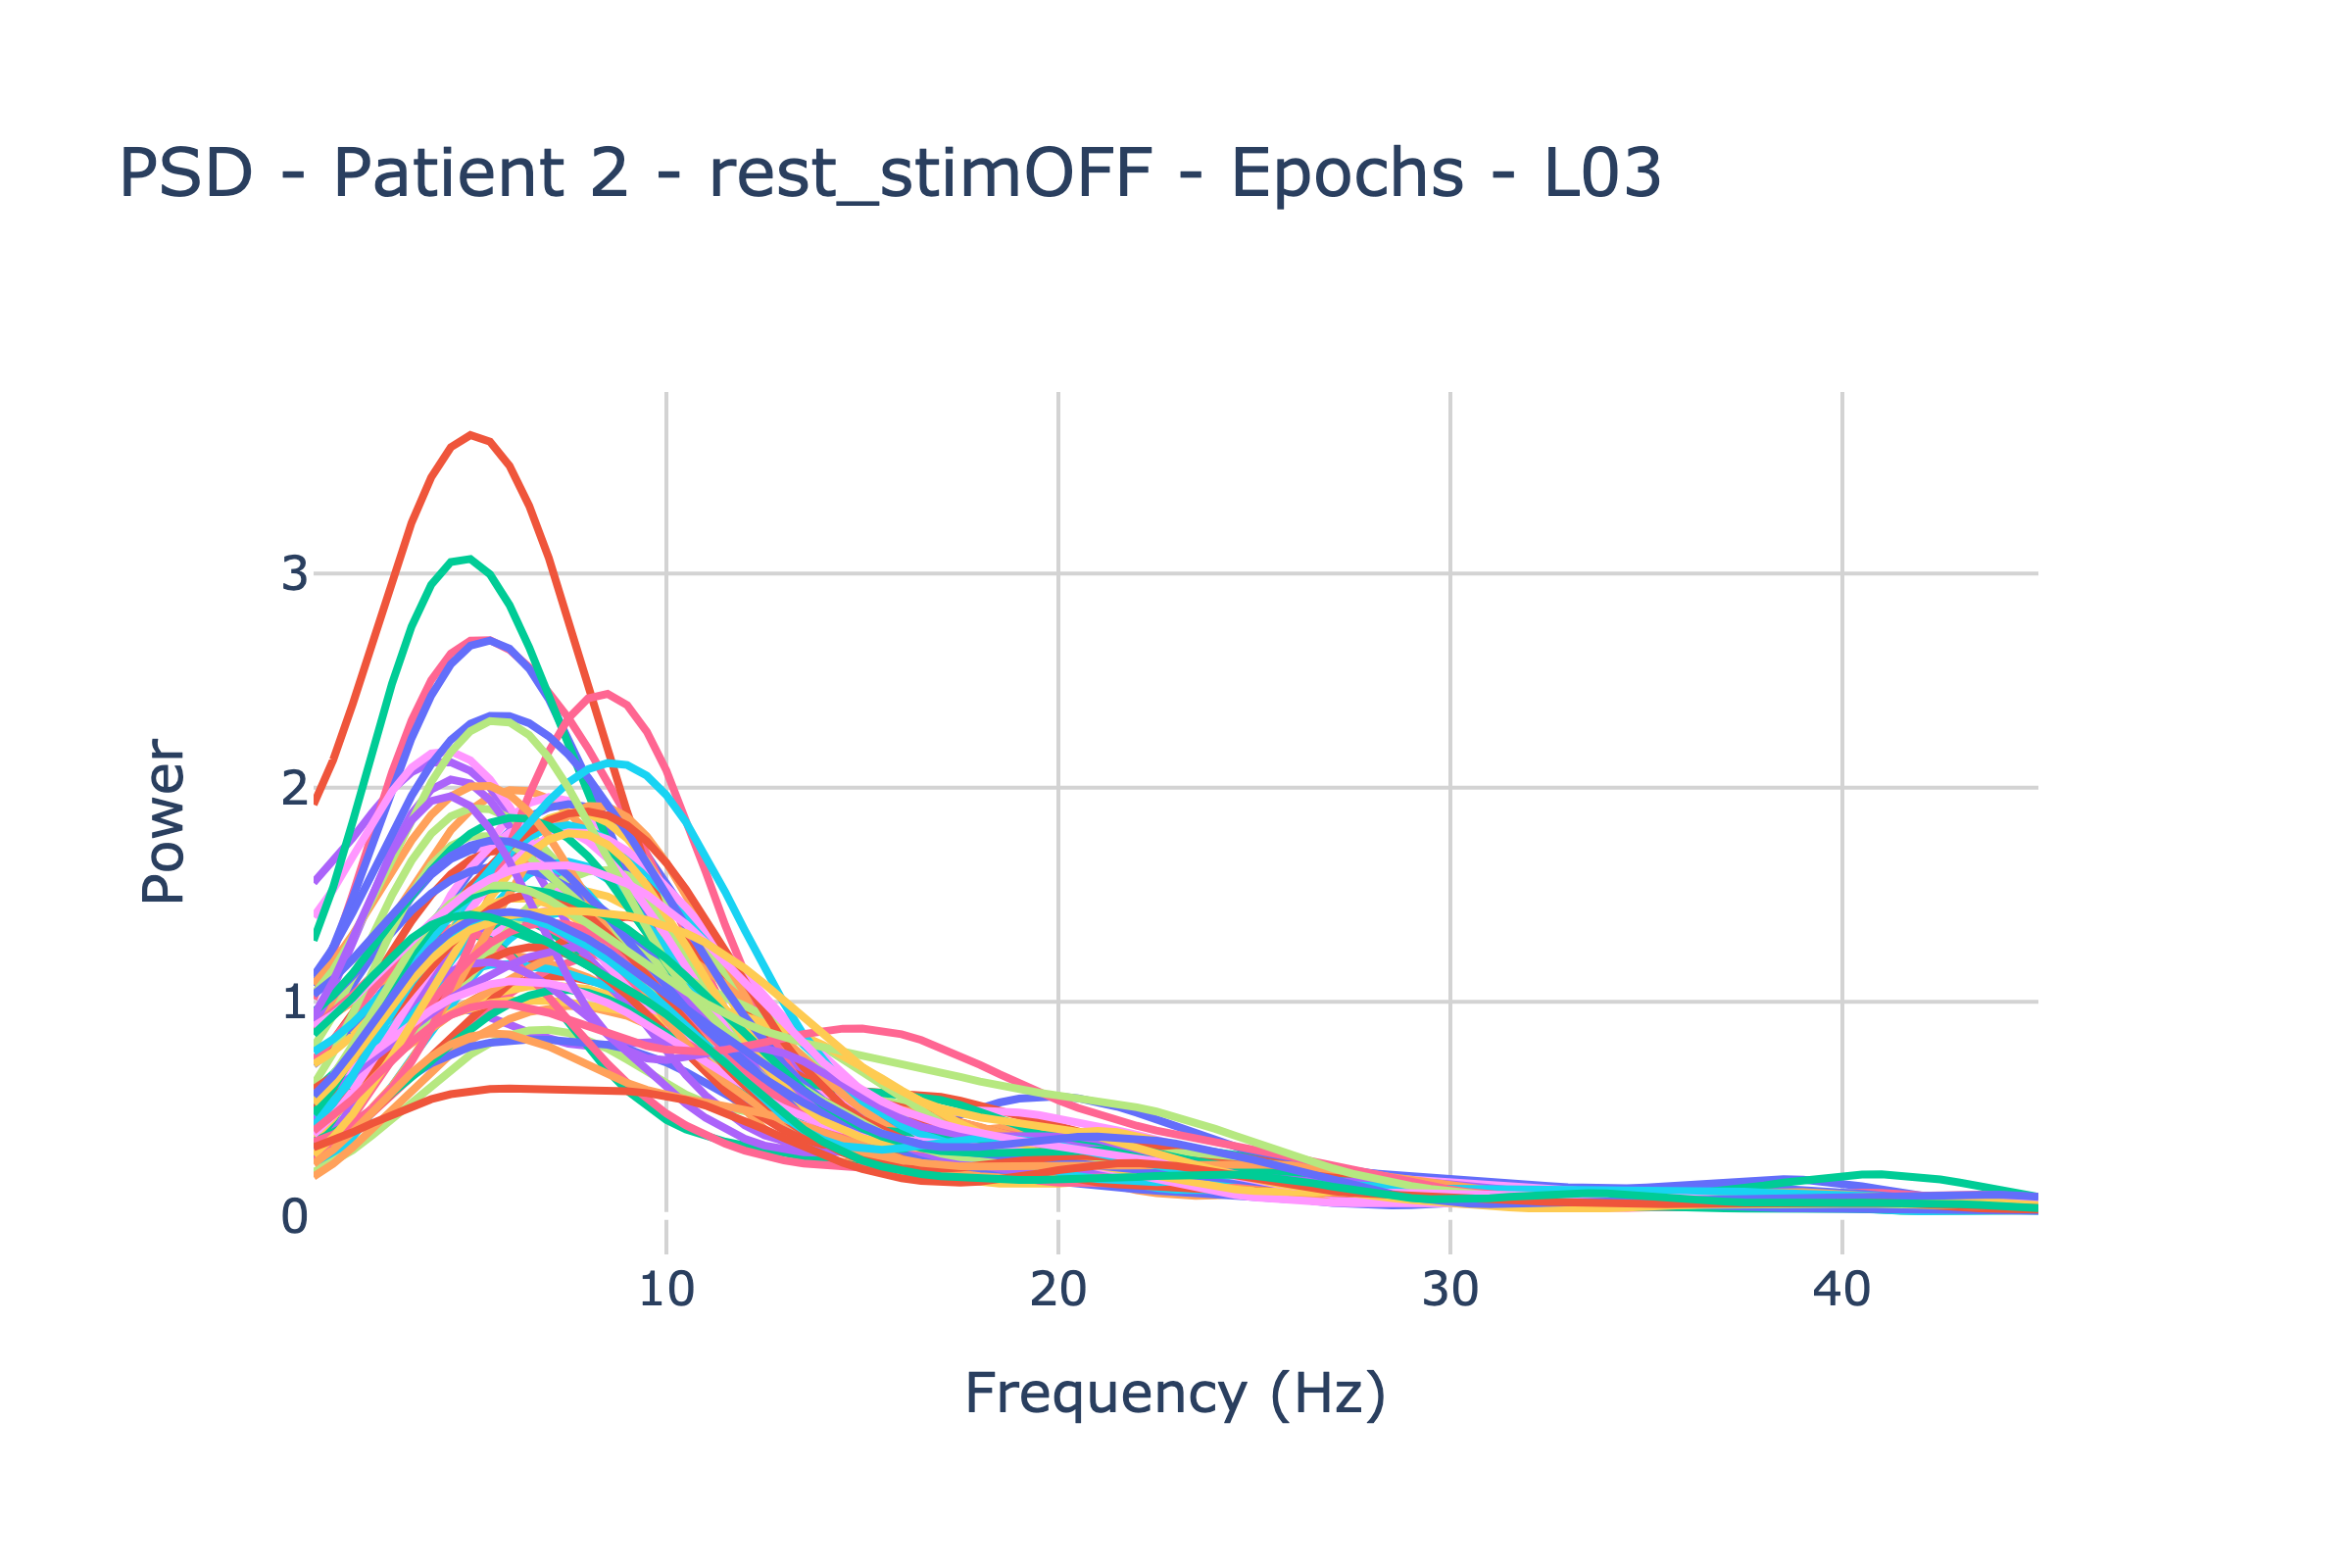 PSD - Patient 2 - rest_stimOFF - Epochs - L03
3
2
1
0
Power
10 20 30 40
Frequency (Hz)